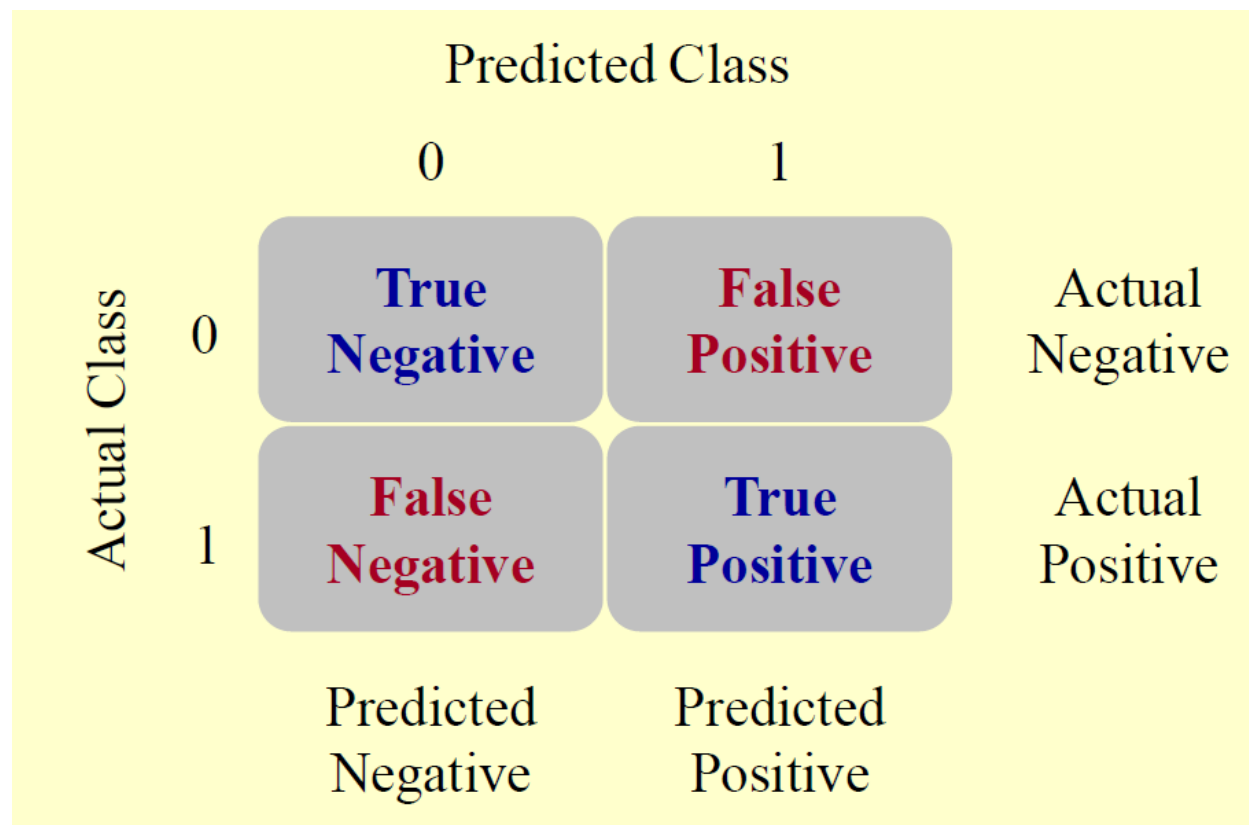 Predicted Class
0 1
True
Negative
False
Positive
Actual
Negative
Actual Class
0
False
Negative
True
Positive
Actual
Positive
1
Predicted
Negative
Predicted
Positive